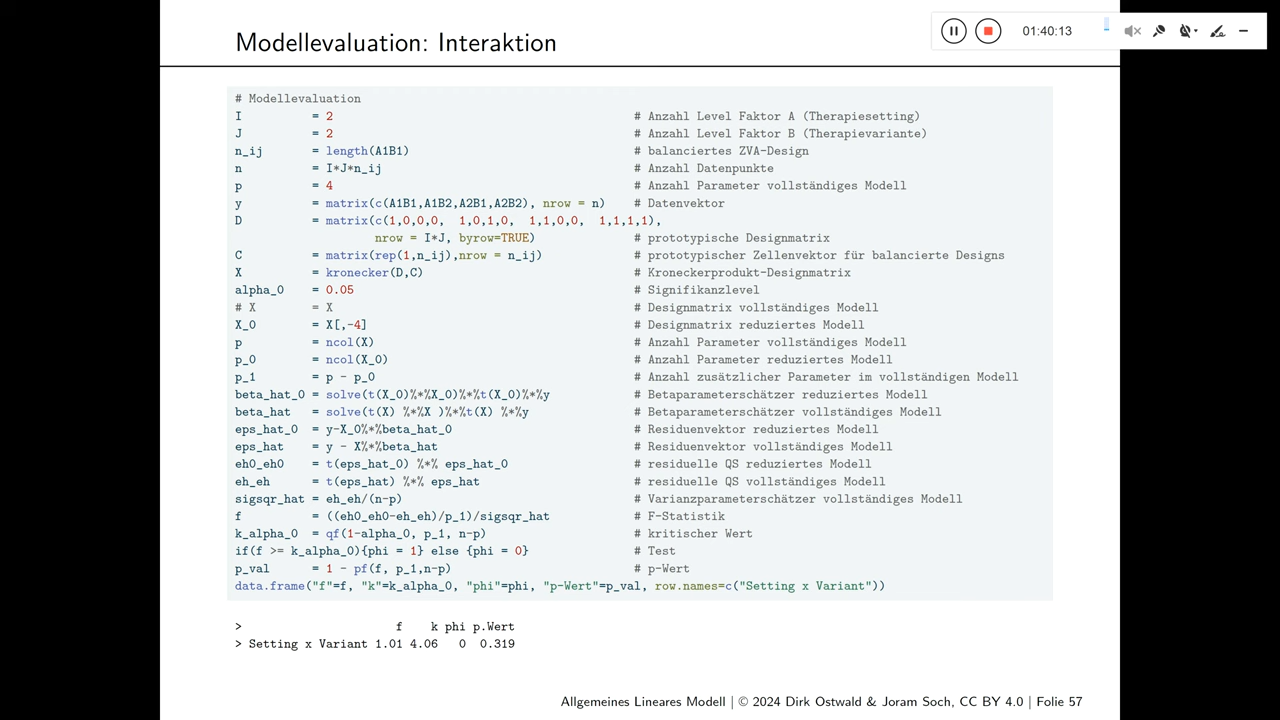 Modellevaluation: Interaktion
01:40:13
# Modellevaluation
I = 2 # Anzahl Level Faktor A (Therapiesetting)
J = 2 # Anzahl Level Faktor B (Therapievariante)
n_ij = length(A1B1) # balanciertes ZVA-Design
n = I*J*n_ij # Anzahl Datenpunkte
p = 4 # Anzahl Parameter vollständiges Modell
y = matrix(c(A1B1,A1B2,A2B1,A2B2), nrow = n) # Datenvektor
D = matrix(c(1,0,0,0, 1,0,1,0, 1,1,0,0, 1,1,1,1),
nrow = I*J, byrow=TRUE) # prototypische Designmatrix
C = matrix(rep(1,n_ij),nrow = n_ij) # prototypischer Zellenvektor für balancierte Designs
X = kronecker(D,C) # Kroneckerprodukt-Designmatrix
alpha_0 = 0.05 # Signifikanzlevel
# X = X # Designmatrix vollständiges Modell
X_0 = X[,-4] # Designmatrix reduziertes Modell
p = ncol(X) # Anzahl Parameter vollständiges Modell
p_0 = ncol(X_0) # Anzahl Parameter reduziertes Modell
p_1 = p - p_0 # Anzahl zusätzlicher Parameter im vollständigen Modell
beta_hat_0 = solve(t(X_0)%*%X_0)%*%t(X_0)%*%y # Betaparameterschätzer reduziertes Modell
beta_hat = solve(t(X) %*%X )%*%t(X) %*%y # Betaparameterschätzer vollständiges Modell
eps_hat_0 = y-X_0%*%beta_hat_0 # Residuenvektor reduziertes Modell
eps_hat = y - X%*%beta_hat # Residuenvektor vollständiges Modell
eh0_eh0 = t(eps_hat_0) %*% eps_hat_0 # residuelle QS reduziertes Modell
eh_eh = t(eps_hat) %*% eps_hat # residuelle QS vollständiges Modell
sigsqr_hat = eh_eh/(n-p) # Varianzparameterschätzer vollständiges Modell
f = ((eh0_eh0-eh_eh)/p_1)/sigsqr_hat # F-Statistik
k_alpha_0 = qf(1-alpha_0, p_1, n-p) # kritischer Wert
if(f >= k_alpha_0){phi = 1} else {phi = 0} # Test
p_val = 1 - pf(f, p_1,n-p) # p-Wert
data.frame("f"=f, "k"=k_alpha_0, "phi"=phi, "p-Wert"=p_val, row.names=c("Setting x Variant"))
> f k phi p.Wert
> Setting x Variant 1.01 4.06 0 0.319
Allgemeines Lineares Modell | © 2024 Dirk Ostwald & Joram Soch, CC BY 4.0 | Folie 57